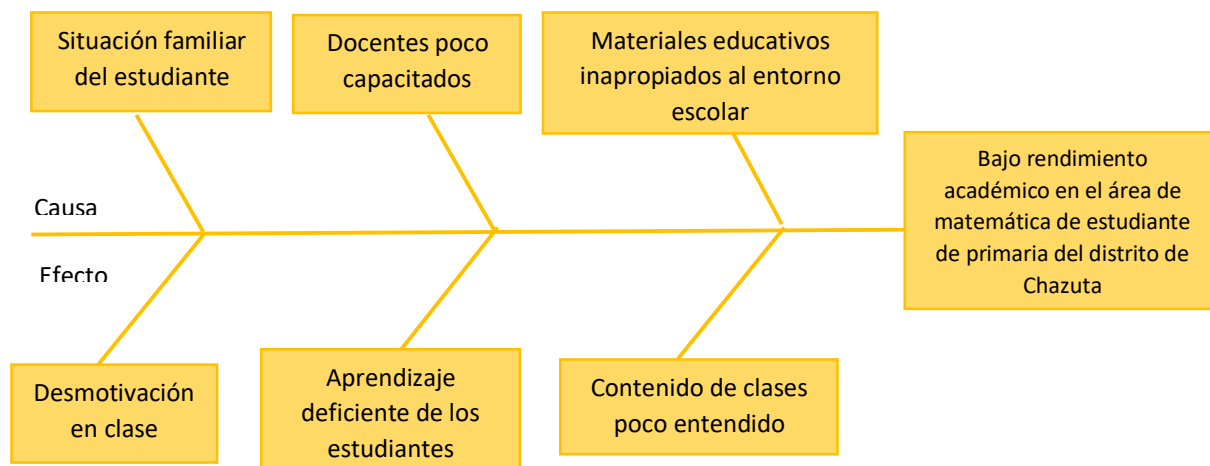 Situación familiar
del estudiante
Docentes poco
capacitados
Materiales educativos
inapropiados al entorno
escolar
Bajo rendimiento
académico en el área de
matemática de estudiante
de primaria del distrito de
Chazuta
Causa
Efecto
Desmotivación
en clase
Aprendizaje
deficiente de los
estudiantes
Contenido de clases
poco entendido